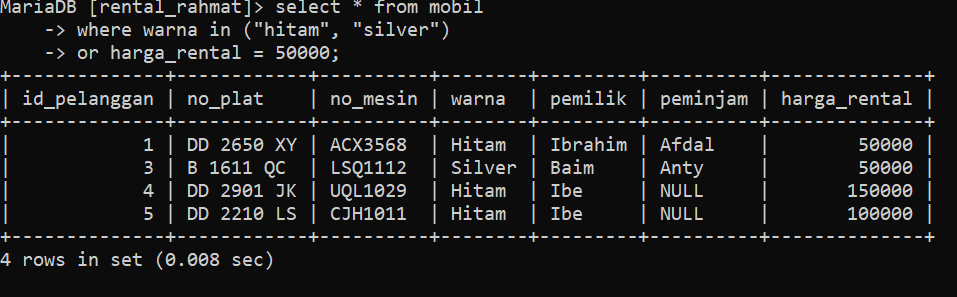 MariaDB [rental_rahmat]> select * from mobil
    -> where warna in ("hitam", "silver")
    -> or harga_rental = 50000;
+--------------+------------+----------+--------+---------+----------+--------------+
| id_pelanggan | no_plat    | no_mesin | warna  | pemilik | peminjam | harga_rental |
+--------------+------------+----------+--------+---------+----------+--------------+
|            1 | DD 2650 XY | ACX3568  | Hitam  | Ibrahim | Afdal    |        50000 |
|            3 | B 1611 QC  | LSQ1112  | Silver | Baim    | Anty     |        50000 |
|            4 | DD 2901 JK | UQL1029  | Hitam  | Ibe     | NULL     |       150000 |
|            5 | DD 2210 LS | CJH1011  | Hitam  | Ibe     | NULL     |       100000 |
+--------------+------------+----------+--------+---------+----------+--------------+
4 rows in set (0.008 sec)